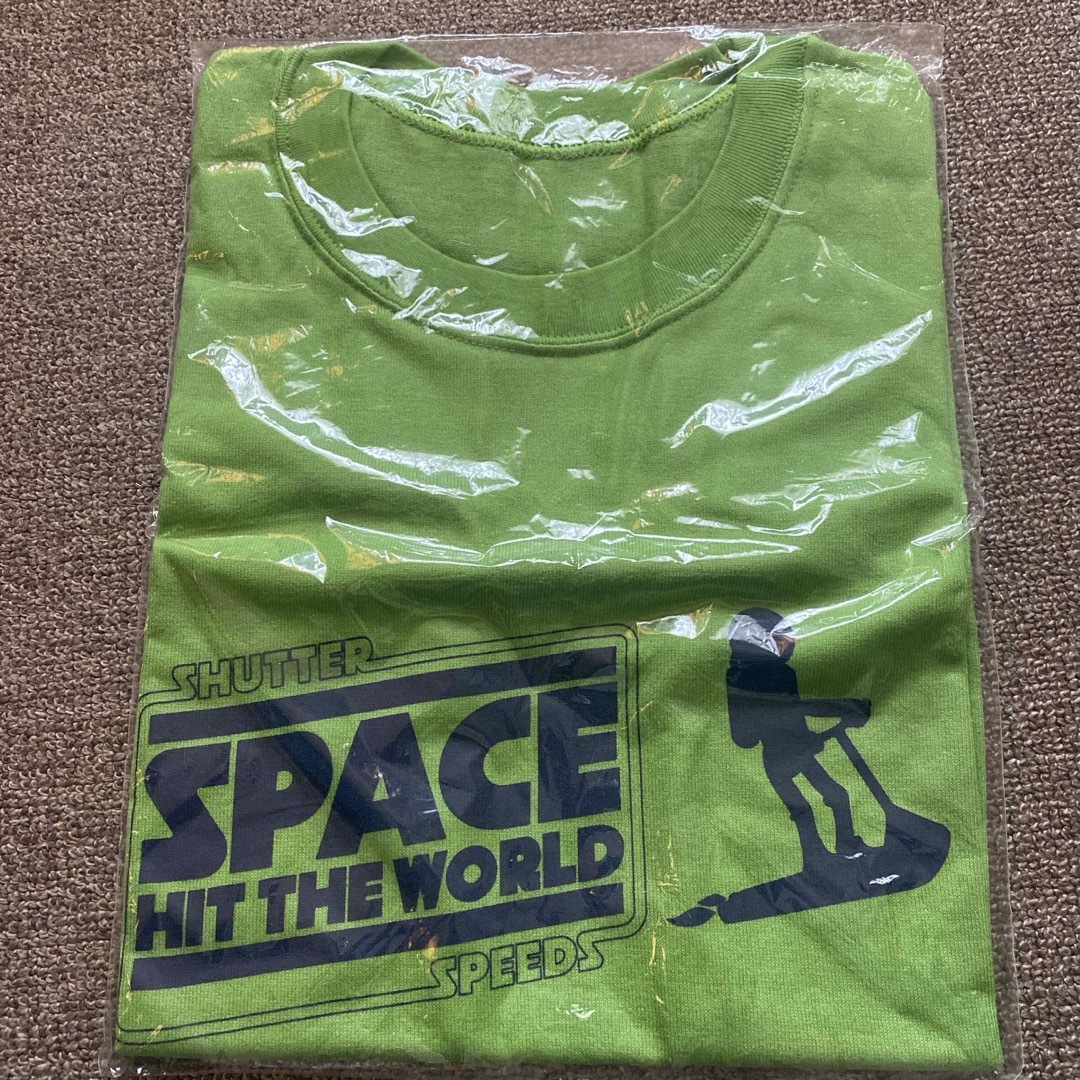 SHUTTER
SPACE
HIT THE WORLD
SPEEDS